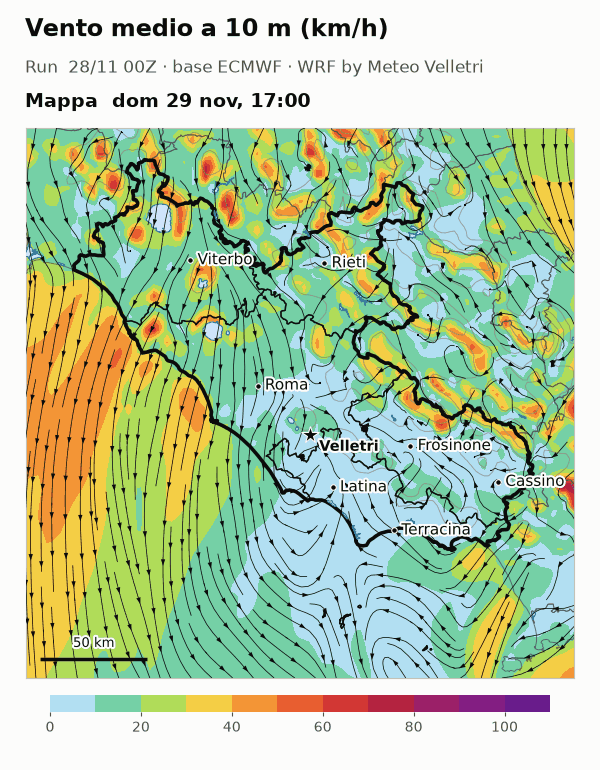 Vento medio a 10 m (km/h)
Run 28/11 00Z · base ECMWF · WRF by Meteo Velletri
Mappa dom 29 nov, 17:00
Viterbo
Rieti
Roma
Velletri
Frosinone
Latina
Cassino
Terracina
50 km
0 20 40 60 80 100